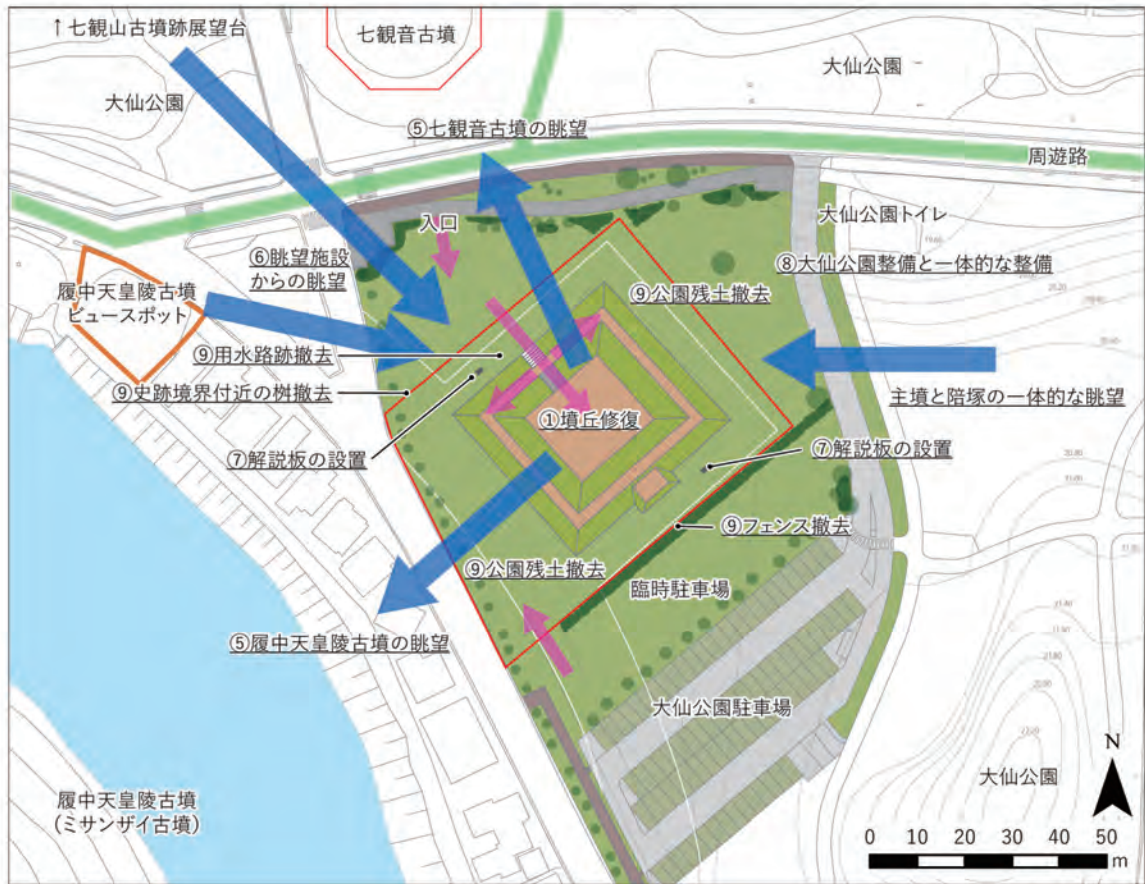 ↑七観山古墳跡展望台
七観音古墳
大仙公園
大仙公園
⑤七観音古墳の眺望
周遊路
入口
大仙公園トイレ
⑥眺望施設
からの眺望
⑧大仙公園整備と一体的な整備
履中天皇陵古墳
ビュースポット
⑨公園残土撤去
⑨用水路跡撤去
⑨史跡境界付近の桝撤去
主墳と陪塚の一体的な眺望
①墳丘修復
⑦解説板の設置
⑦解説板の設置
⑨フェンス撤去
⑨公園残土撤去
臨時駐車場
⑤履中天皇陵古墳の眺望
大仙公園駐車場
N
大仙公園
履中天皇陵古墳
(ミサンザイ古墳)
0 10 20 30 40 50
m